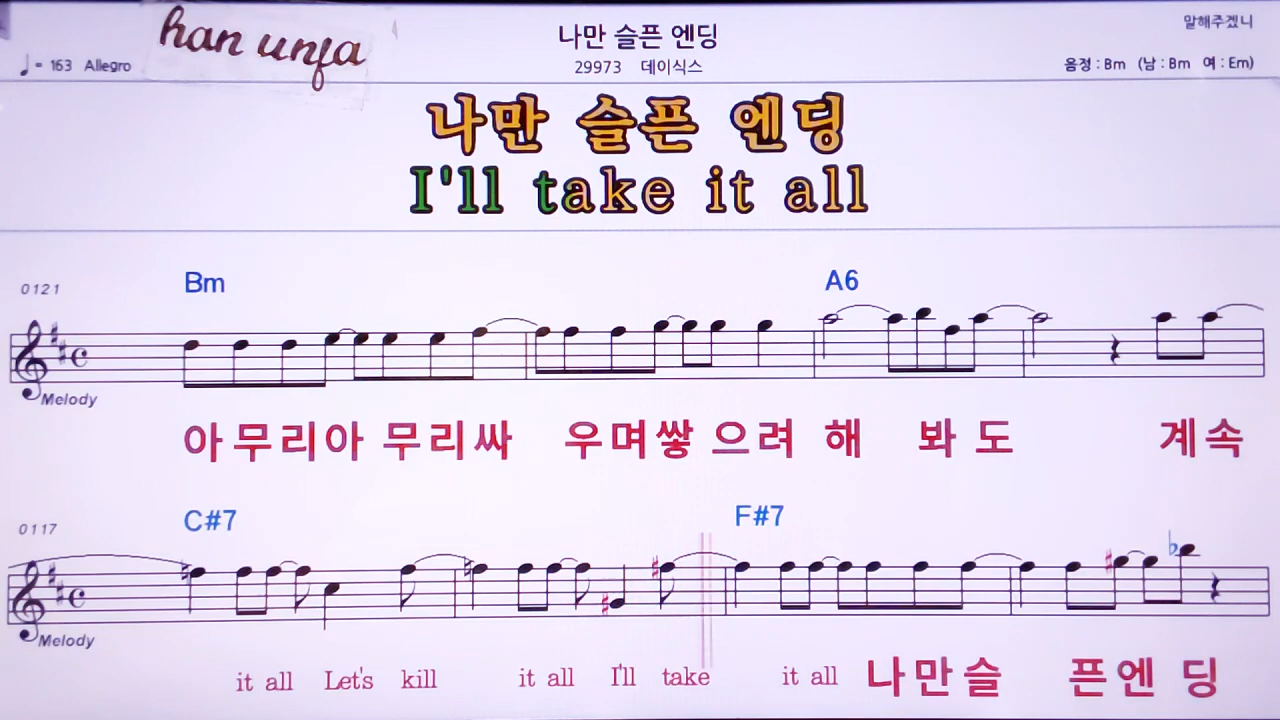 han unfa
나만 슬픈 엔딩
말해주겠니
♩= 163 Allegro
29973 데이식스
음정 : Bm (남 : Bm 여 : Em)
나만 슬픈 엔딩
I'll take it all
0121
Bm
A6
Melody
아무리아 무리싸 우며쌓 으려 해 봐 도 계속
0117
C#7
F#7
Melody
it all Let's kill it all I'll take it all 나만슬 픈엔 딩